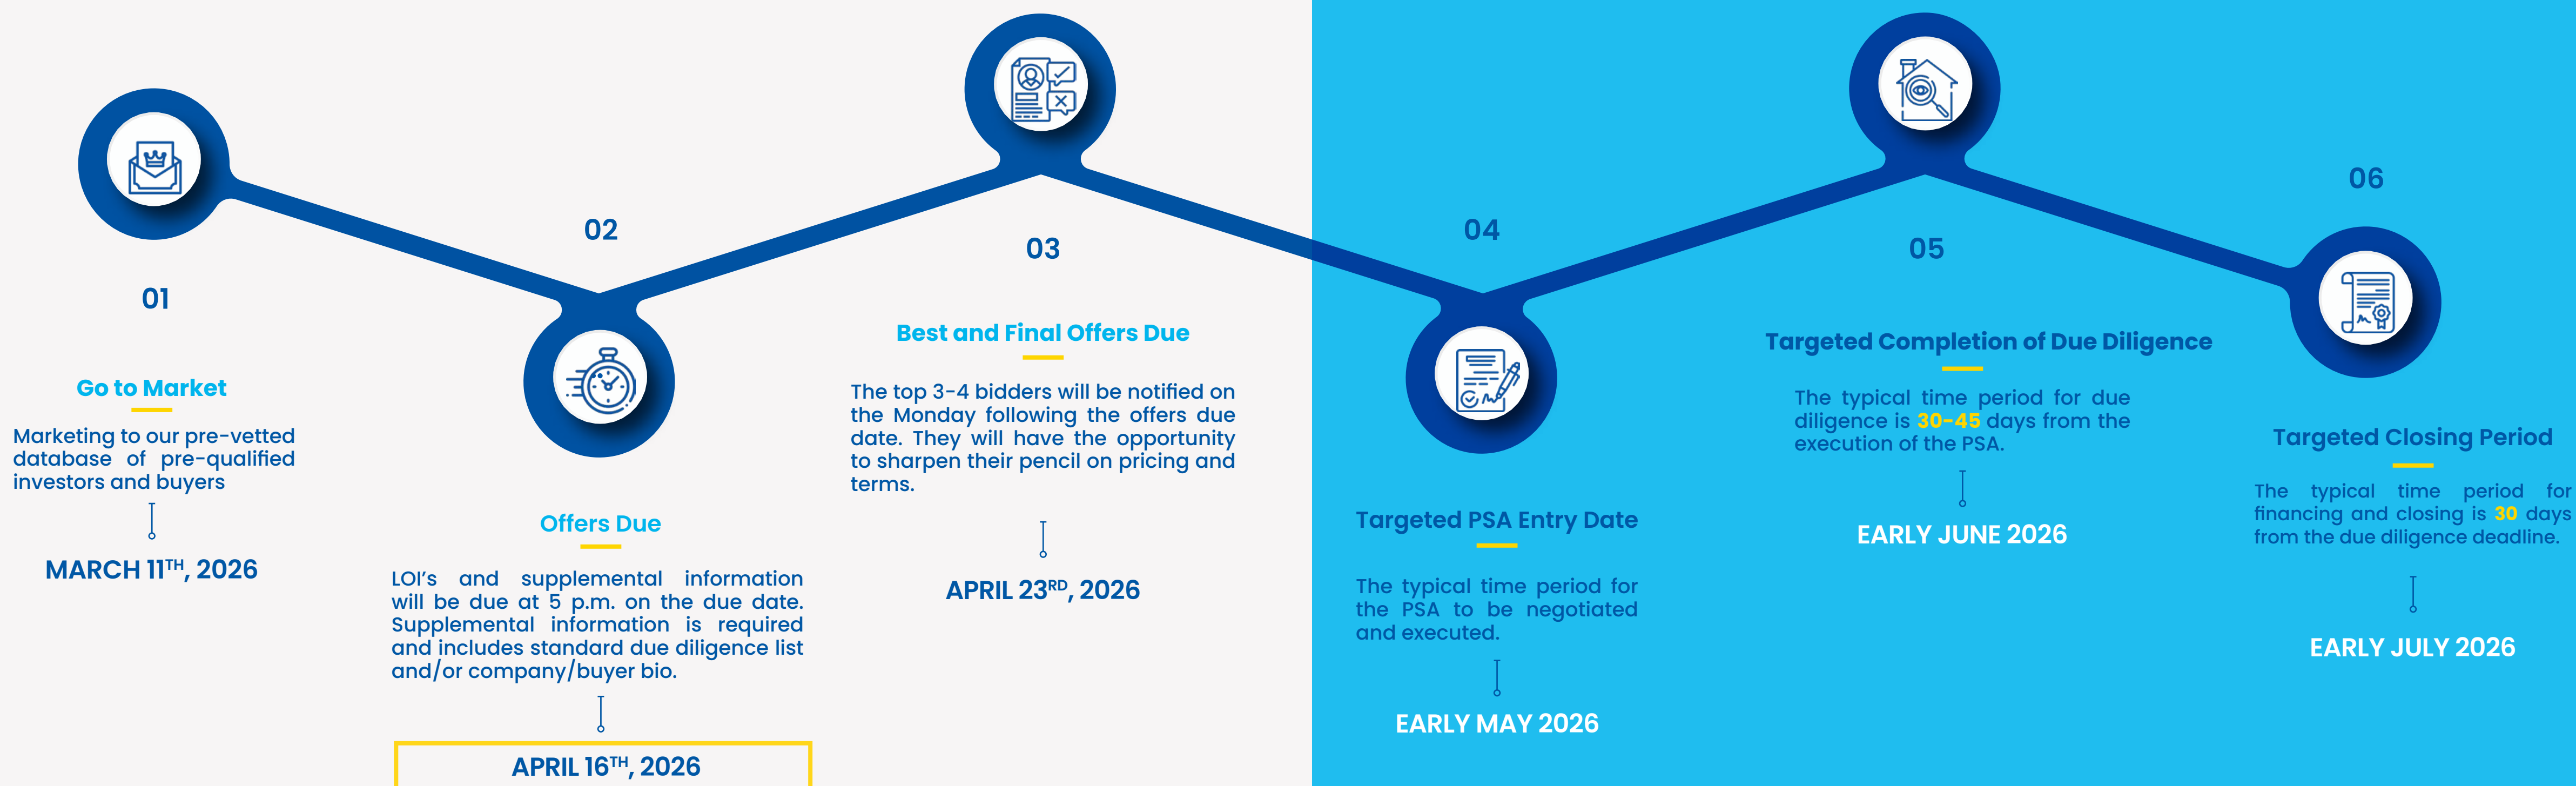 01
Go to Market
Marketing to our pre-vetted
database of pre-qualified
investors and buyers
MARCH 11TH, 2026
02
Offers Due
LOI's and supplemental information
will be due at 5 p.m. on the due date.
Supplemental information is required
and includes standard due diligence list
and/or company/buyer bio.
APRIL 16TH, 2026
03
Best and Final Offers Due
The top 3-4 bidders will be notified on
the Monday following the offers due
date. They will have the opportunity
to sharpen their pencil on pricing and
terms.
APRIL 23RD, 2026
04
Targeted PSA Entry Date
The typical time period for
the PSA to be negotiated
and executed.
EARLY MAY 2026
05
Targeted Completion of Due Diligence
The typical time period for due
diligence is 30-45 days from the
execution of the PSA.
EARLY JUNE 2026
06
Targeted Closing Period
The typical time period for
financing and closing is 30 days
from the due diligence deadline.
EARLY JULY 2026